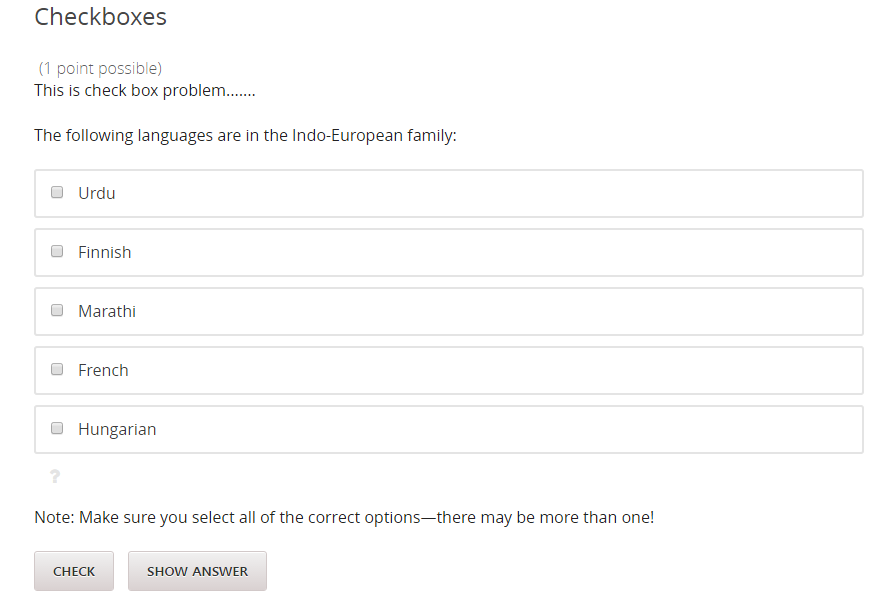 Checkboxes
(1 point possible)
This is check box problem.......
The following languages are in the Indo-European family:
Urdu
Finnish
Marathi
French
Hungarian
?
Note: Make sure you select all of the correct options—there may be more than one!
CHECK
SHOW ANSWER